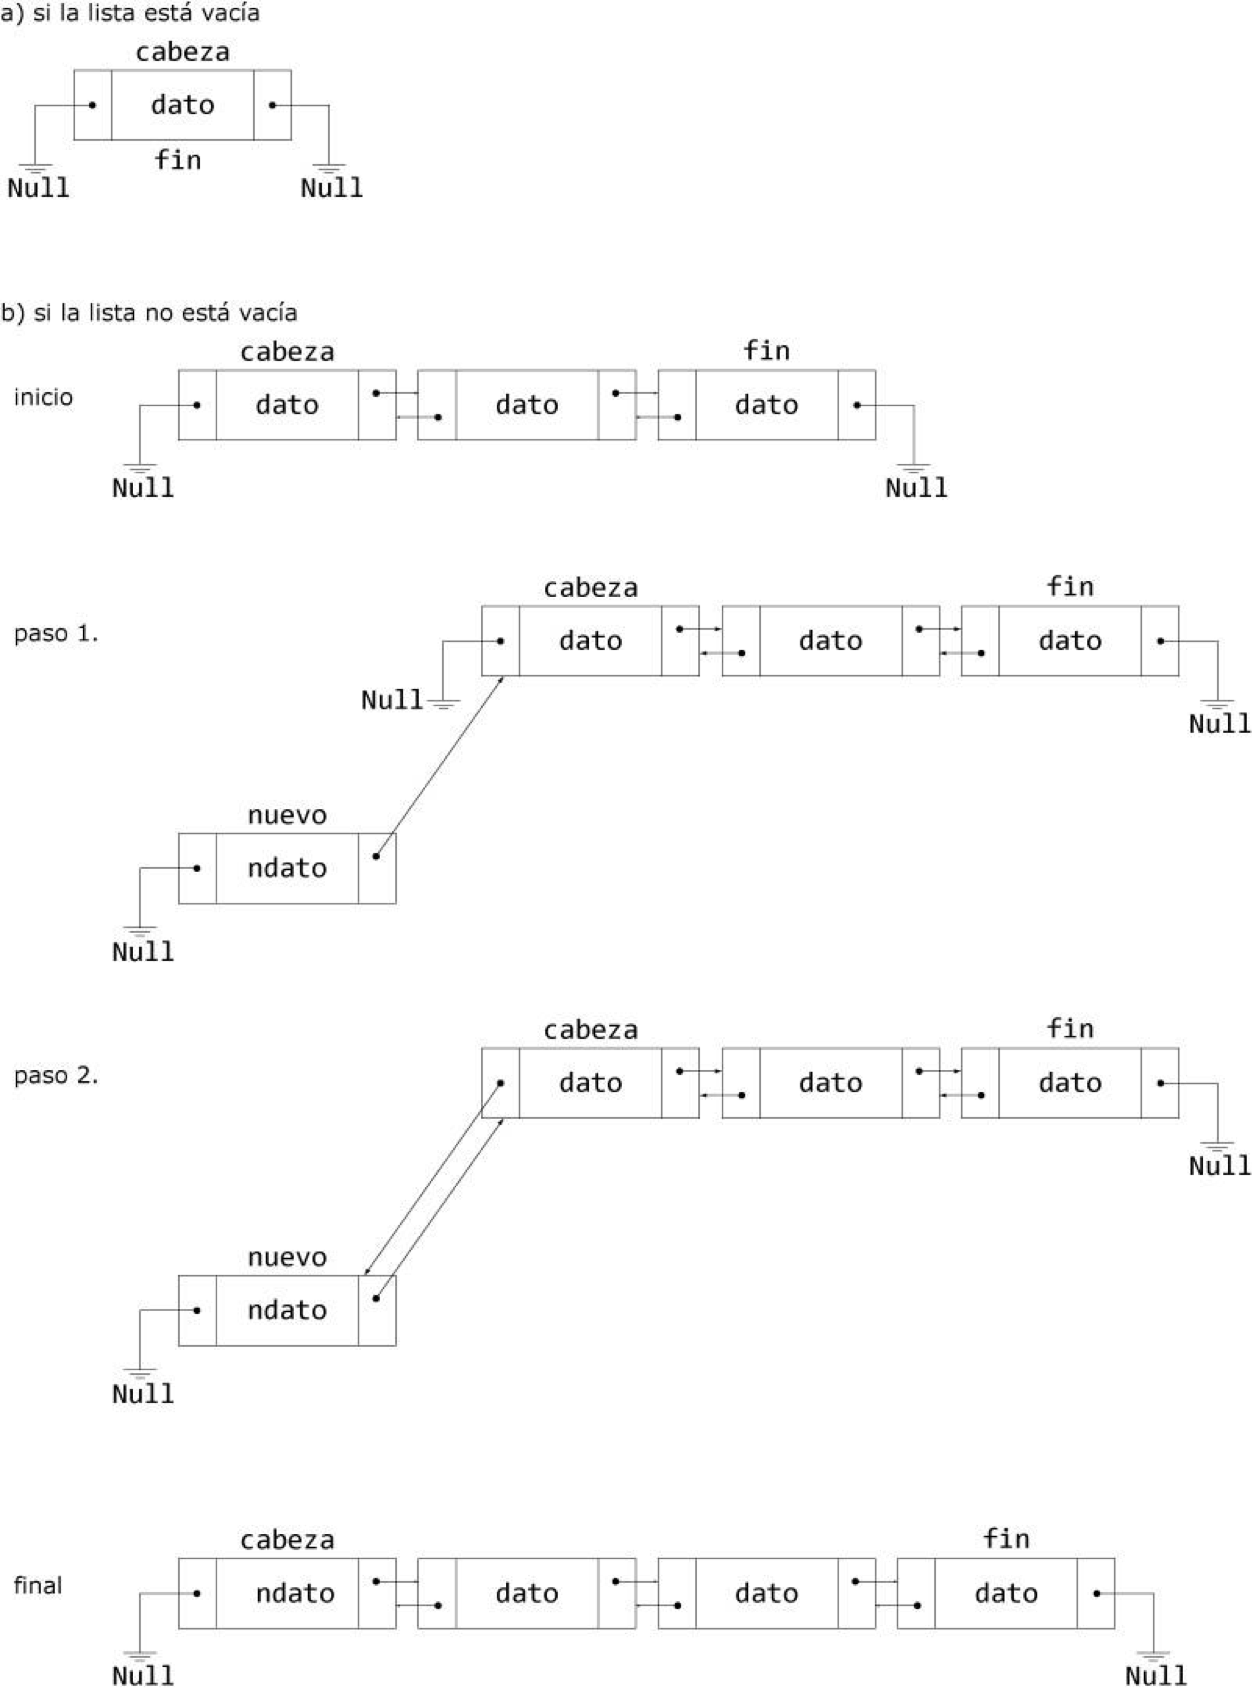 a) si la lista está vacía
cabeza
dato
fin
Null Null
b) si la lista no está vacía
cabeza fin
inicio dato dato dato
Null Null
cabeza fin
paso 1. dato dato dato
Null Null
nuevo
ndato
Null
cabeza fin
paso 2. dato dato dato
Null
nuevo
ndato
Null
cabeza fin
final ndato dato dato dato
Null Null